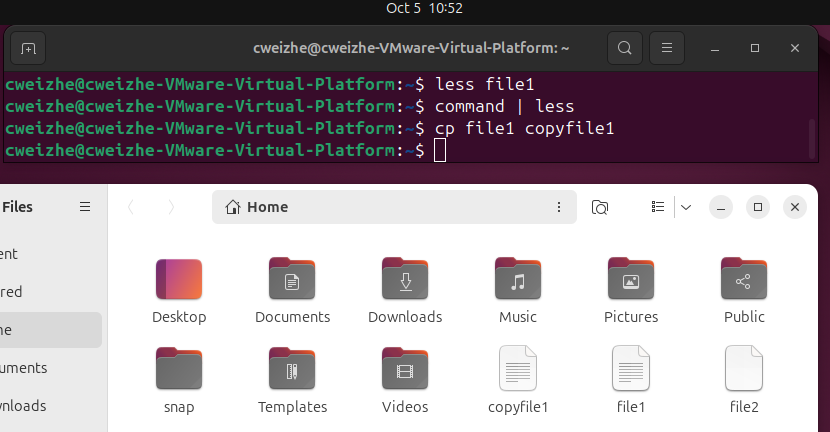 Oct 5 10:52
cweizhe@cweizhe-VMware-Virtual-Platform: ~
cweizhe@cweizhe-VMware-Virtual-Platform:~$ less file1
cweizhe@cweizhe-VMware-Virtual-Platform:~$ command | less
cweizhe@cweizhe-VMware-Virtual-Platform:~$ cp file1 copyfile1
cweizhe@cweizhe-VMware-Virtual-Platform:~$
Files
Home
ent
red
me
uments
wnloads
Desktop
Documents
Downloads
Music
Pictures
Public
snap
Templates
Videos
copyfile1
file1
file2